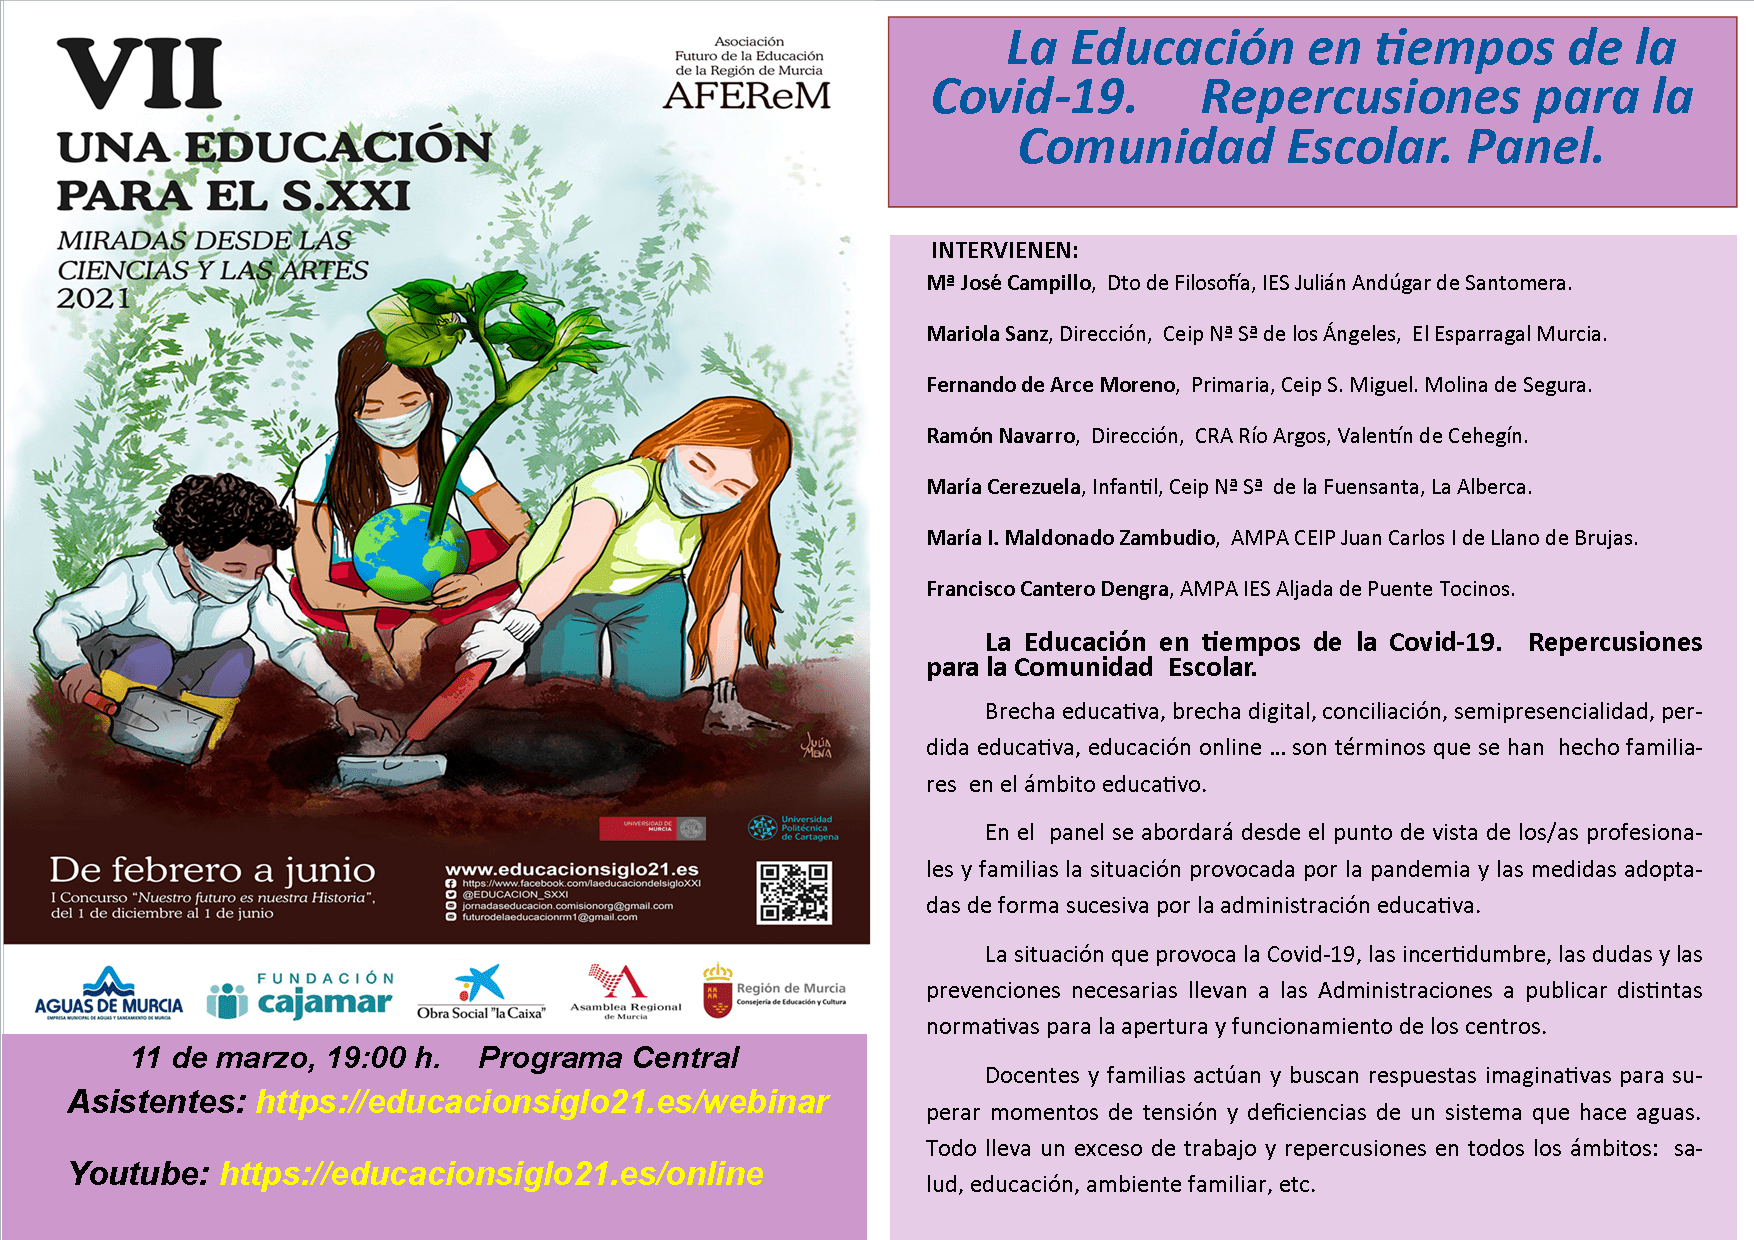 VII
UNA EDUCACIÓN
PARA EL S.XXI
MIRADAS DESDE LAS
CIENCIAS Y LAS ARTES
2021
Asociación
Futuro de la Educación
de la Región de Murcia
AFEReM
JULIA
MENA
UNIVERSIDAD DE
MURCIA
Universidad
Politécnica
de Cartagena
De febrero a junio
I Concurso “Nuestro futuro es nuestra Historia”,
del 1 de diciembre al 1 de junio
www.educacionsiglo21.es
https://www.facebook.com/laeducaciondelsigloXXI
@EDUCACION_SXXI
jornadaseducacion.comisionorg@gmail.com
futurodelaeducacionrm1@gmail.com
AGUAS DE MURCIA
EMPRESA MUNICIPAL DE AGUAS Y SANEAMIENTO DE MURCIA
FUNDACIÓN
cajamar
Obra Social "la Caixa"
Asamblea Regional
de Murcia
Región de Murcia
Consejería de Educación y Cultura
11 de marzo, 19:00 h. Programa Central
Asistentes: https://educacionsiglo21.es/webinar
Youtube: https://educacionsiglo21.es/online
La Educación en tiempos de la
Covid-19. Repercusiones para la
Comunidad Escolar. Panel.
INTERVIENEN:
Mª José Campillo, Dto de Filosofía, IES Julián Andúgar de Santomera.
Mariola Sanz, Dirección, Ceip Nª Sª de los Ángeles, El Esparragal Murcia.
Fernando de Arce Moreno, Primaria, Ceip S. Miguel. Molina de Segura.
Ramón Navarro, Dirección, CRA Río Argos, Valentín de Cehegín.
María Cerezuela, Infantil, Ceip Nª Sª de la Fuensanta, La Alberca.
María I. Maldonado Zambudio, AMPA CEIP Juan Carlos I de Llano de Brujas.
Francisco Cantero Dengra, AMPA IES Aljada de Puente Tocinos.
La Educación en tiempos de la Covid-19. Repercusiones
para la Comunidad Escolar.
Brecha educativa, brecha digital, conciliación, semipresencialidad, per-
dida educativa, educación online ... son términos que se han hecho familia-
res en el ámbito educativo.
En el panel se abordará desde el punto de vista de los/as profesiona-
les y familias la situación provocada por la pandemia y las medidas adopta-
das de forma sucesiva por la administración educativa.
La situación que provoca la Covid-19, las incertidumbre, las dudas y las
prevenciones necesarias llevan a las Administraciones a publicar distintas
normativas para la apertura y funcionamiento de los centros.
Docentes y familias actúan y buscan respuestas imaginativas para su-
perar momentos de tensión y deficiencias de un sistema que hace aguas.
Todo lleva un exceso de trabajo y repercusiones en todos los ámbitos: sa-
lud, educación, ambiente familiar, etc.